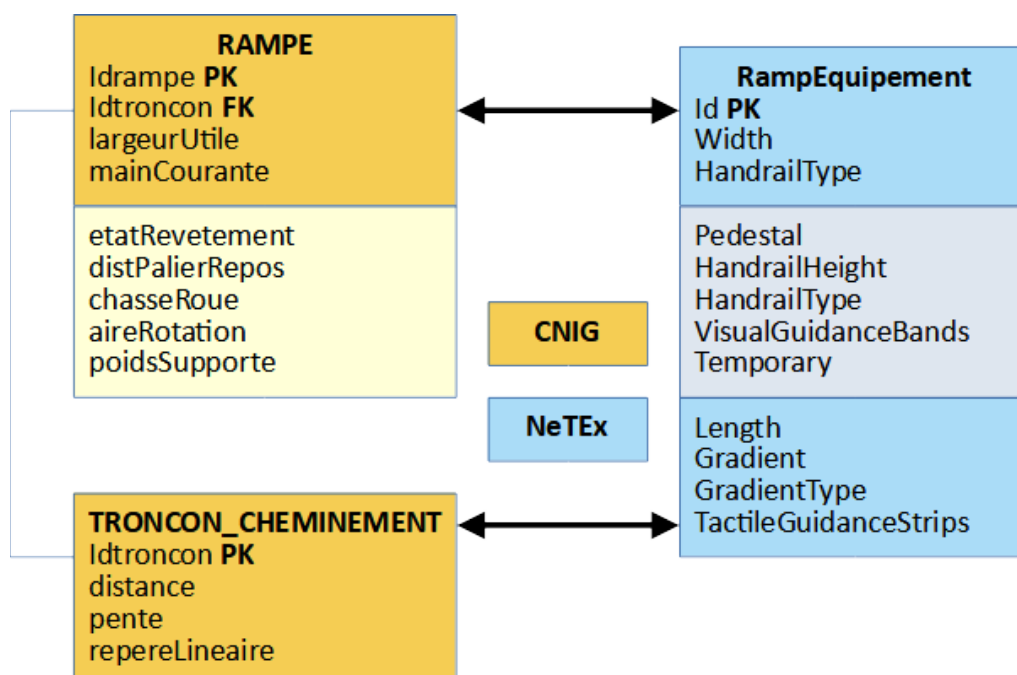 RAMPE
Idrampe PK
Idtroncon FK
largeurUtile
mainCourante
etatRevetement
distPalierRepos
chasseRoue
aireRotation
poidsSupporte
TRONCON_CHEMINEMENT
Idtroncon PK
distance
pente
repereLineaire
CNIG
NeTEx
RampEquipement
Id PK
Width
HandrailType
Pedestal
HandrailHeight
HandrailType
VisualGuidanceBands
Temporary
Length
Gradient
GradientType
TactileGuidanceStrips